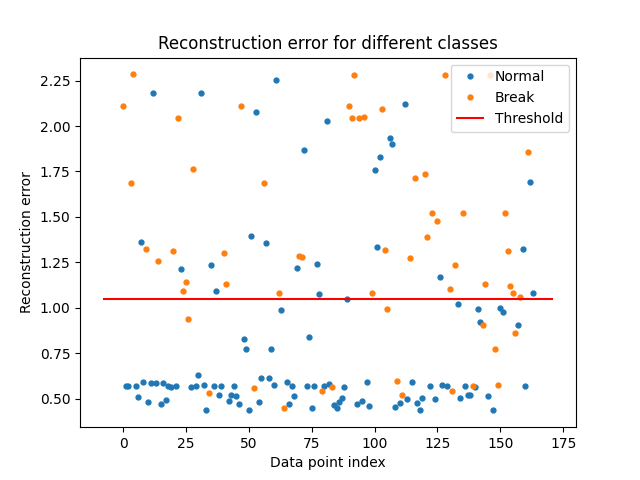 Reconstruction error for different classes
Normal
Break
Threshold
Reconstruction error
2.25
2.00
1.75
1.50
1.25
1.00
0.75
0.50
0 25 50 75 100 125 150 175
Data point index